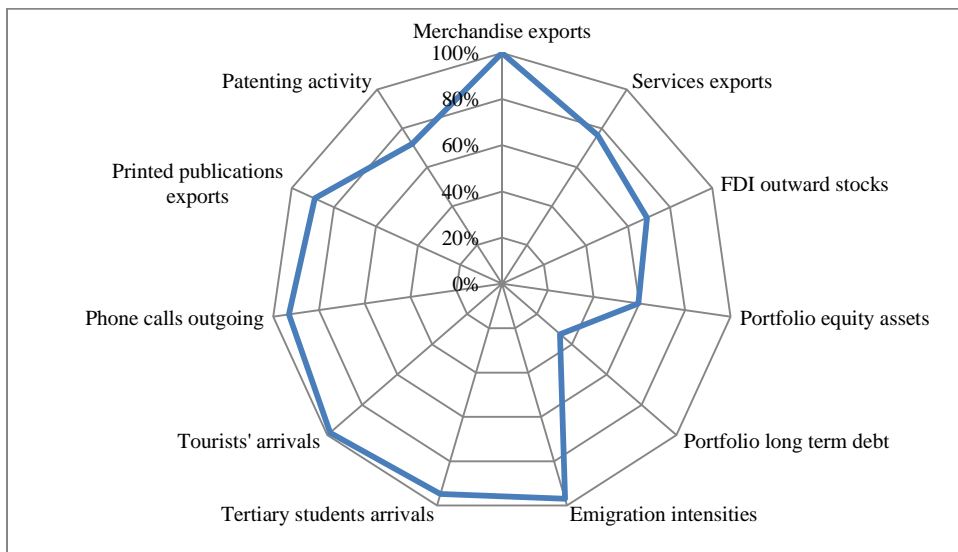 Merchandise exports
100%
Patenting activity
Services exports
80%
Printed publications
exports
60%
FDI outward stocks
40%
20%
0%
Phone calls outgoing
Portfolio equity assets
Tourists' arrivals
Portfolio long term debt
Tertiary students arrivals
Emigration intensities